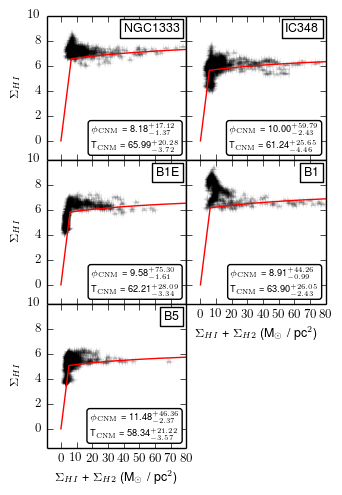 10
8
6
4
2
0
Σ_HI
NGC1333
ϕ_CNM = 8.18 +17.12 −1.37
T_CNM = 65.99 +20.28 −3.72
IC348
ϕ_CNM = 10.00 +59.79 −2.43
T_CNM = 61.24 +25.65 −4.46
10
8
6
4
2
0
Σ_HI
B1E
ϕ_CNM = 9.58 +75.30 −1.61
T_CNM = 62.21 +28.09 −3.34
B1
ϕ_CNM = 8.91 +44.26 −0.99
T_CNM = 63.90 +26.05 −2.43
0 10 20 30 40 50 60 70 80
Σ_HI + Σ_H2 (M⊙ / pc²)
10
8
6
4
2
0
Σ_HI
B5
ϕ_CNM = 11.48 +46.36 −2.37
T_CNM = 58.34 +21.22 −3.57
0 10 20 30 40 50 60 70 80
Σ_HI + Σ_H2 (M⊙ / pc²)